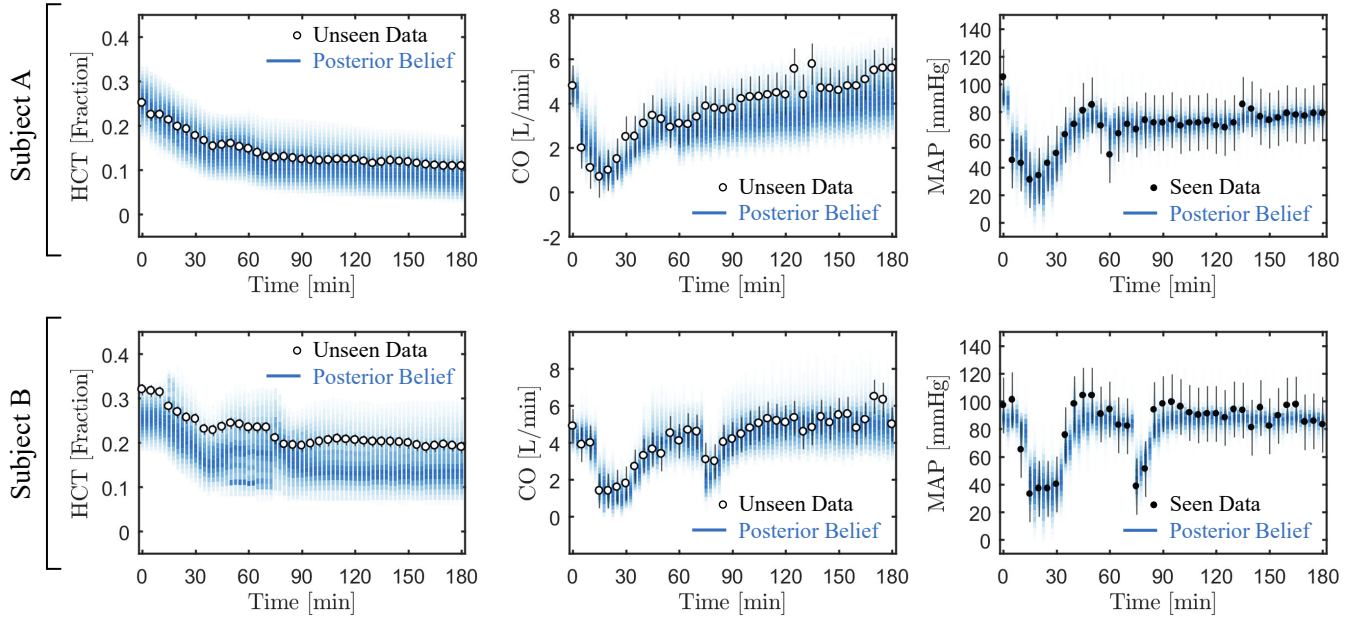 Subject A
HCT [Fraction]
0.4
0.3
0.2
0.1
0
Unseen Data
Posterior Belief
0 30 60 90 120 150 180
Time [min]
CO [L/min]
8
6
4
2
0
-2
Unseen Data
Posterior Belief
0 30 60 90 120 150 180
Time [min]
MAP [mmHg]
140
120
100
80
60
40
20
0
Seen Data
Posterior Belief
0 30 60 90 120 150 180
Time [min]
Subject B
HCT [Fraction]
0.4
0.3
0.2
0.1
0
Unseen Data
Posterior Belief
0 30 60 90 120 150 180
Time [min]
CO [L/min]
8
6
4
2
0
Unseen Data
Posterior Belief
0 30 60 90 120 150 180
Time [min]
MAP [mmHg]
140
120
100
80
60
40
20
0
Seen Data
Posterior Belief
0 30 60 90 120 150 180
Time [min]